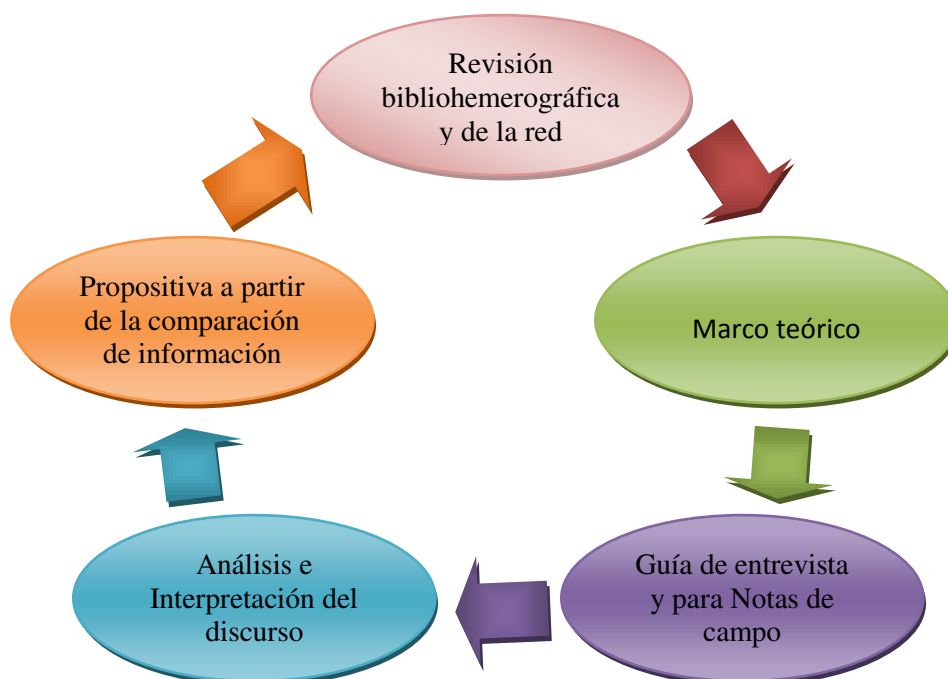 Revisión
bibliohemerográfica
y de la red
Marco teórico
Guía de entrevista
y para Notas de
campo
Análisis e
Interpretación del
discurso
Propositiva a partir
de la comparación
de información